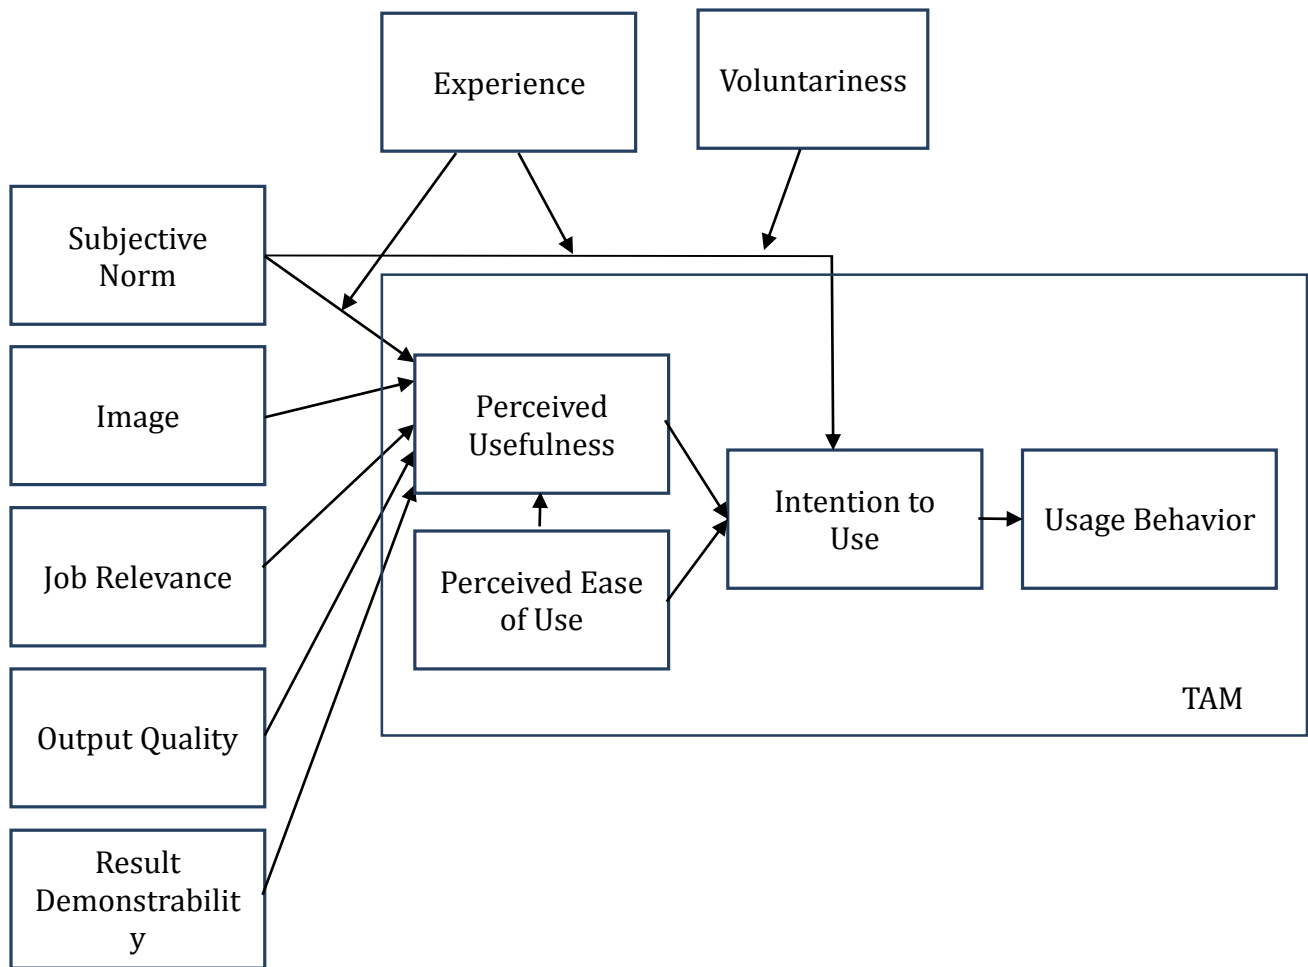 Experience
Voluntariness
Subjective
Norm
Image
Perceived
Usefulness
Intention to
Use
Usage Behavior
Job Relevance
Perceived Ease
of Use
TAM
Output Quality
Result
Demonstrabilit
y